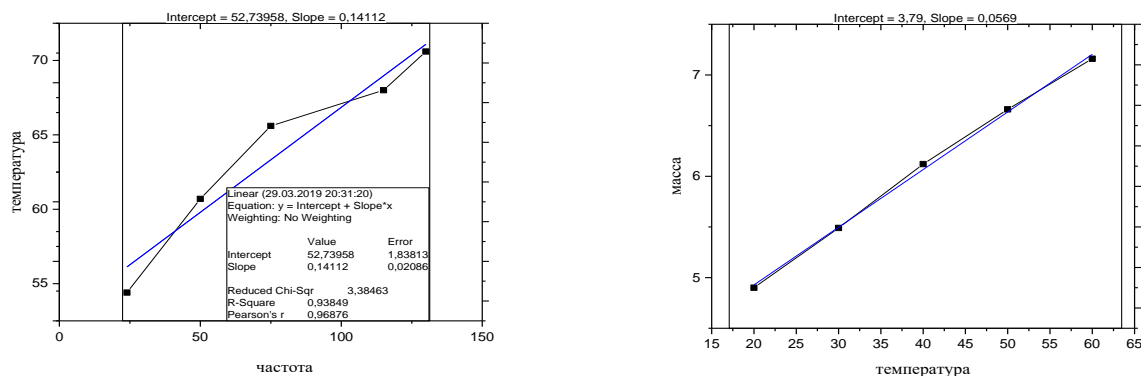 Intercept = 52,73958, Slope = 0,14112
70
65
60
55
температура
Linear (29.03.2019 20:31:20)
Equation: y = Intercept + Slope*x
Weighting: No Weighting
Value Error
Intercept 52,73958 1,83813
Slope 0,14112 0,02086
Reduced Chi-Sqr 3,38463
R-Square 0,93849
Pearson's r 0,96876
0 50 100 150
частота
Intercept = 3,79, Slope = 0,0569
7
6
5
масса
15 20 25 30 35 40 45 50 55 60 65
температура